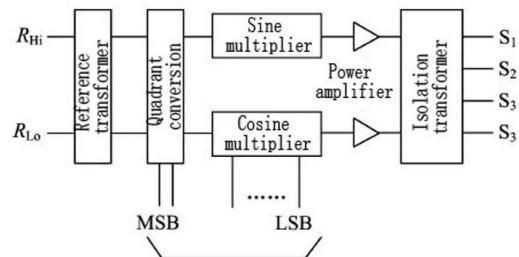 R_Hi
R_Lo
Reference
transformer
Quadrant
conversion
Sine
multiplier
Cosine
multiplier
Power
amplifier
Isolation
transformer
S_1
S_2
S_3
S_3
MSB
......
LSB